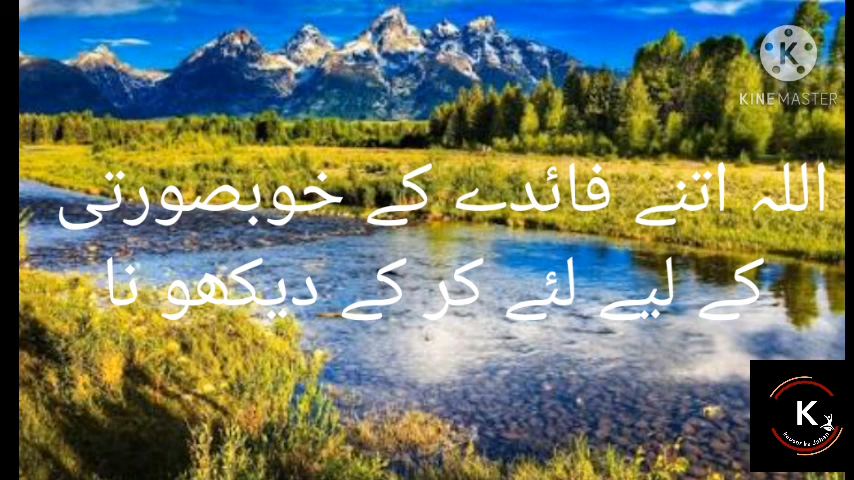 K
KINEMASTER
اللہ اتنے فائدے کے خوبصورتی
کے لیے لئے کر کے دیکھو نا
K